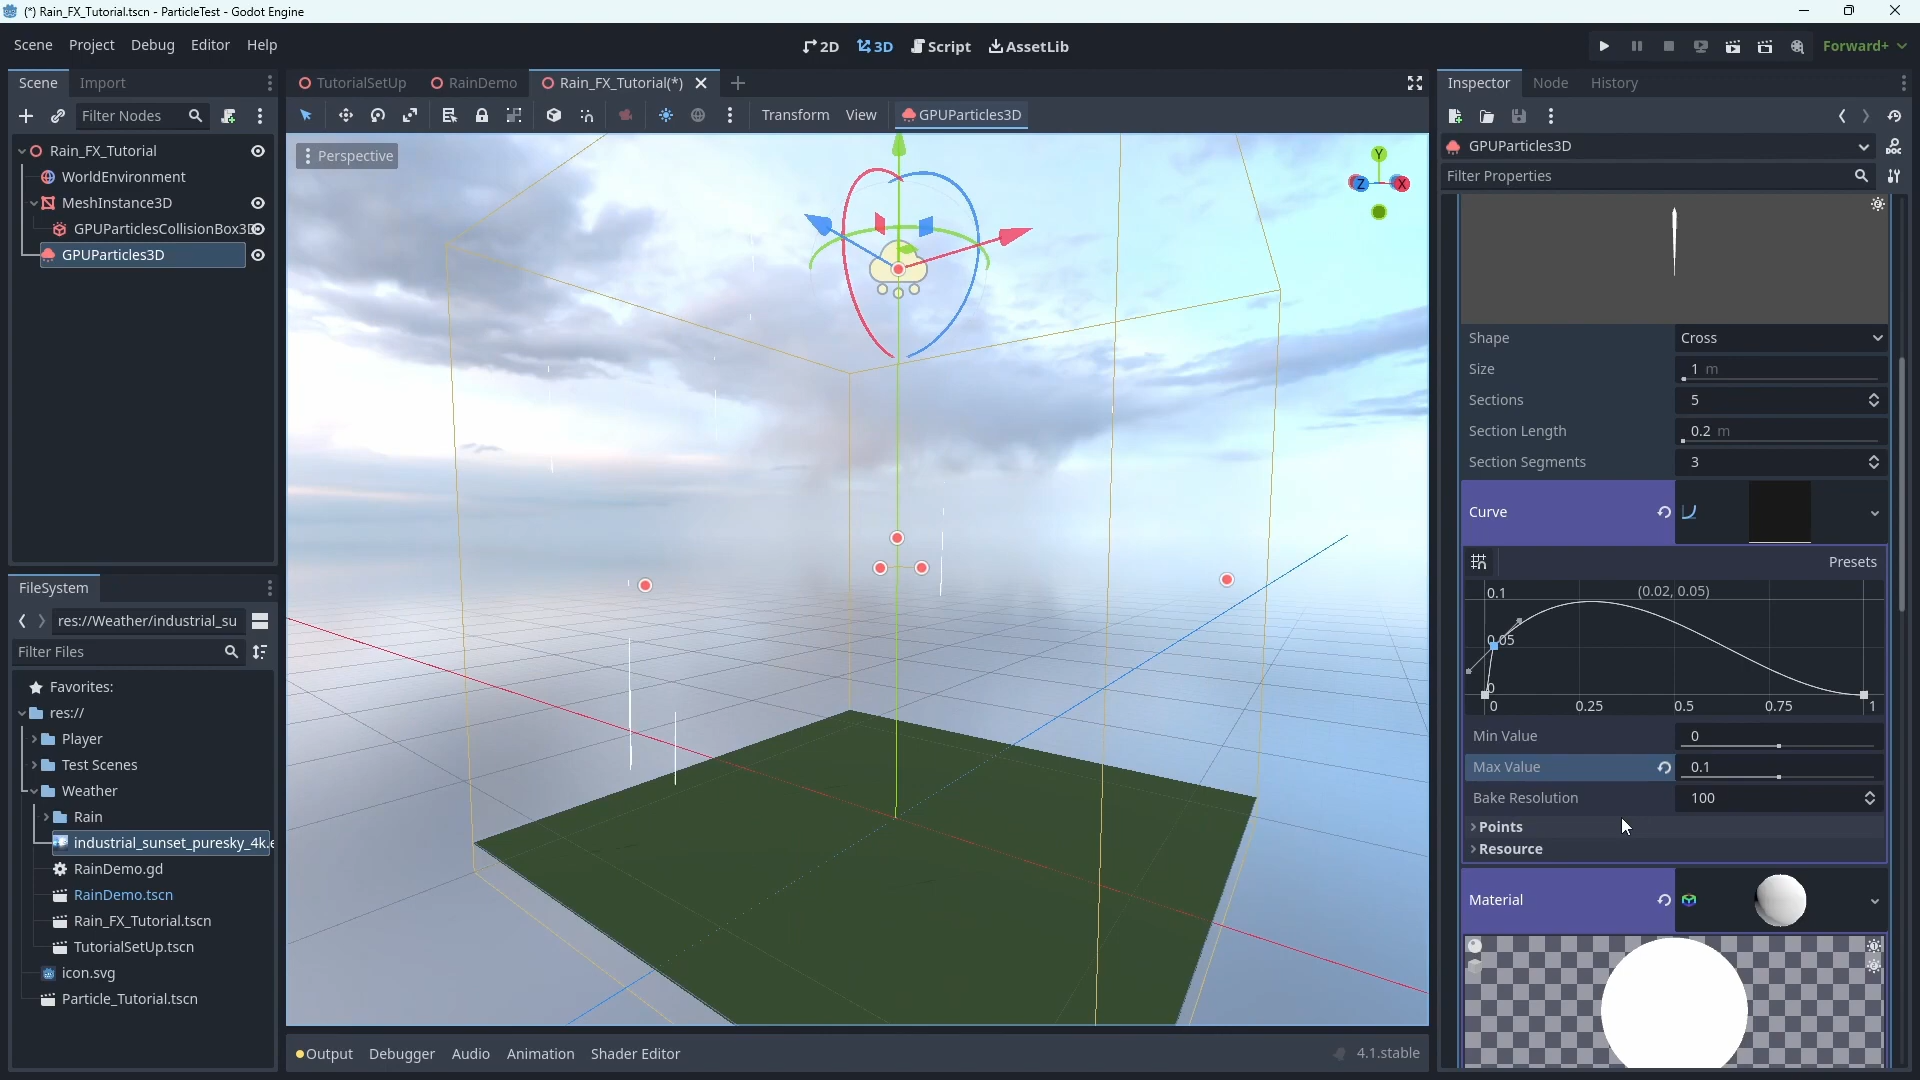 (*) Rain_FX_Tutorial.tscn - ParticleTest - Godot Engine
Scene Project Debug Editor Help
2D 3D Script AssetLib
Forward+
Scene Import
Filter Nodes
Rain_FX_Tutorial
WorldEnvironment
MeshInstance3D
GPUParticlesCollisionBox3D
GPUParticles3D
FileSystem
res://Weather/industrial_su
Filter Files
Favorites:
res://
Player
Test Scenes
Weather
Rain
industrial_sunset_puresky_4k.e
RainDemo.gd
RainDemo.tscn
Rain_FX_Tutorial.tscn
TutorialSetUp.tscn
icon.svg
Particle_Tutorial.tscn
TutorialSetUp RainDemo Rain_FX_Tutorial(*)
Transform View GPUParticles3D
Perspective
Y
Z X
Output Debugger Audio Animation Shader Editor
4.1.stable
Inspector Node History
GPUParticles3D
Filter Properties
Shape Cross
Size 1 m
Sections 5
Section Length 0.2 m
Section Segments 3
Curve
Presets
0.1 (0.02, 0.05)
0.05
0
0 0.25 0.5 0.75 1
Min Value 0
Max Value 0.1
Bake Resolution 100
Points
Resource
Material